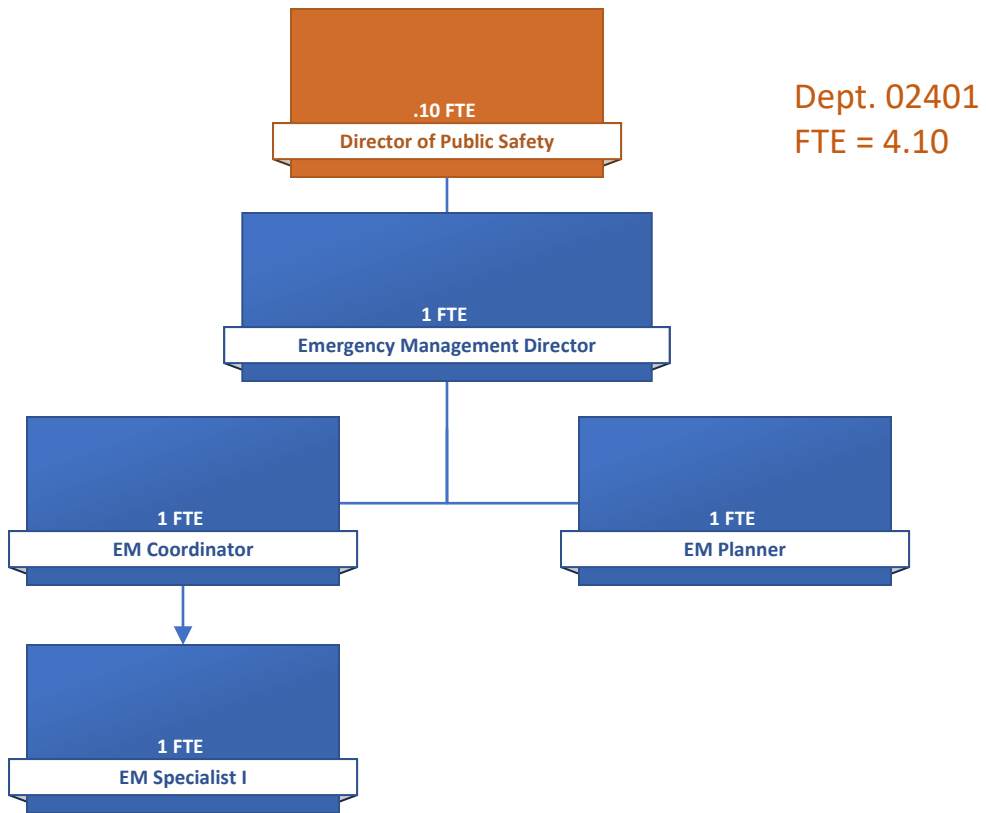 .10 FTE
Director of Public Safety
Dept. 02401
FTE = 4.10
1 FTE
Emergency Management Director
1 FTE
EM Coordinator
1 FTE
EM Planner
1 FTE
EM Specialist I